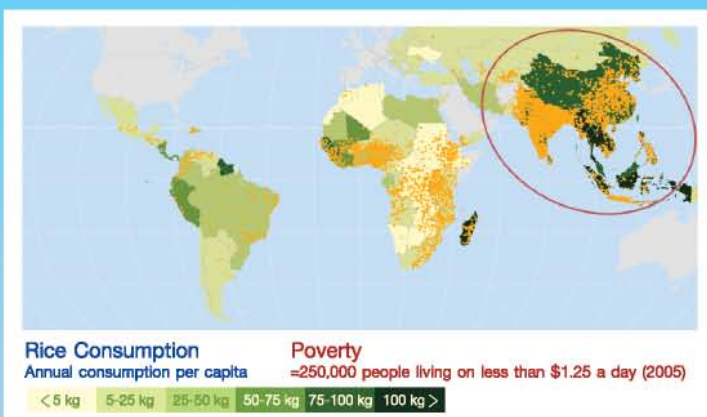 Rice Consumption
Annual consumption per capita
Poverty
=250,000 people living on less than $1.25 a day (2005)
<5 kg 5-25 kg 25-50 kg 50-75 kg 75-100 kg 100 kg >